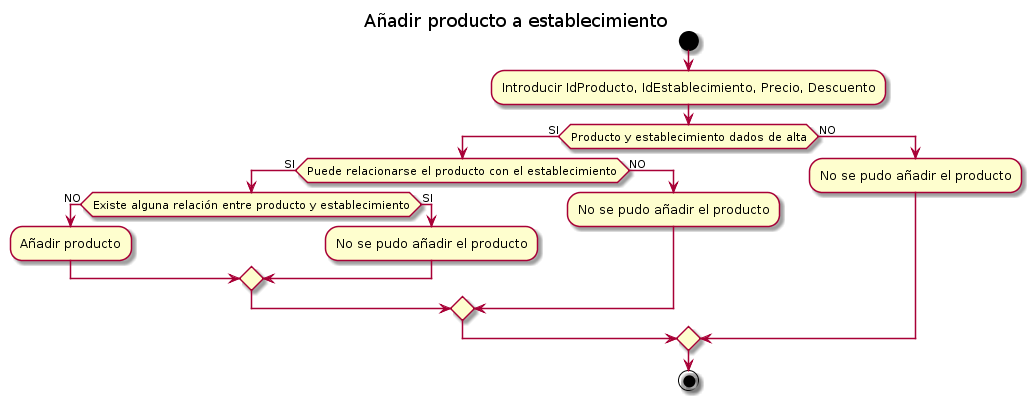 Añadir producto a establecimiento
Introducir IdProducto, IdEstablecimiento, Precio, Descuento
SI
Producto y establecimiento dados de alta
NO
SI
Puede relacionarse el producto con el establecimiento
NO
No se pudo añadir el producto
NO
Existe alguna relación entre producto y establecimiento
SI
No se pudo añadir el producto
Añadir producto
No se pudo añadir el producto